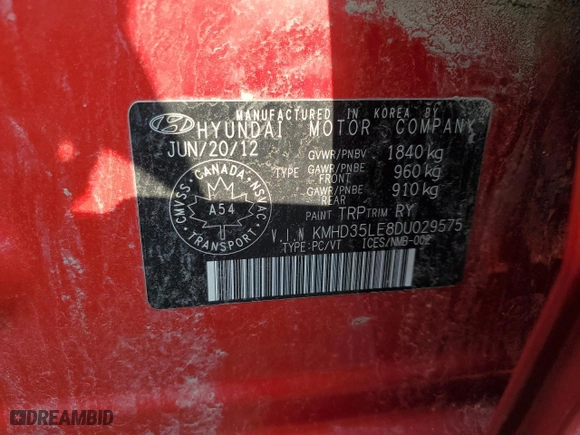 MANUFACTURED IN KOREA BY
HYUNDAI MOTOR COMPANY
JUN/20/12
GVWR/PNBV 1840 kg
TYPE GAWR/PNBE FRONT 960 kg
GAWR/PNBE REAR 910 kg
PAINT TRP TRIM RY
CANADA
CMVSS NSVAC
A54
TRANSPORT
V.I.N KMHD35LE8DU029575
TYPE:PC/VT ICES/NMB-002
DREAMBID